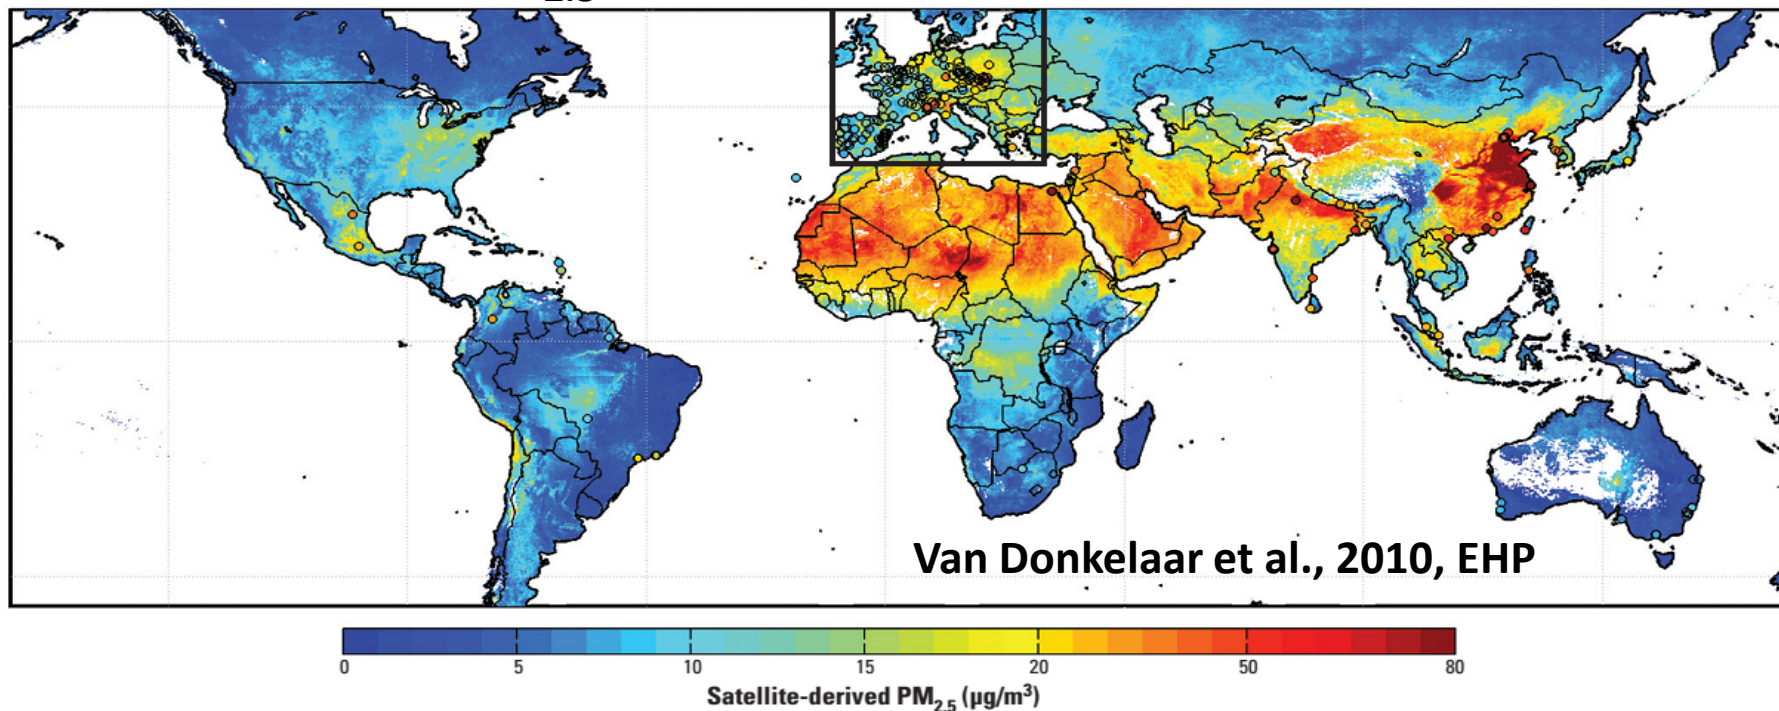 Van Donkelaar et al., 2010, EHP
0 5 10 15 20 50 80
Satellite-derived PM2.5 (µg/m³)